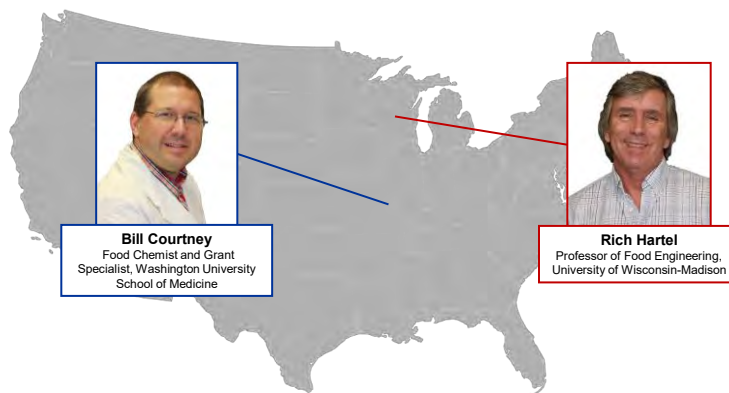 Bill Courtney
Food Chemist and Grant
Specialist, Washington University
School of Medicine
Rich Hartel
Professor of Food Engineering,
University of Wisconsin-Madison